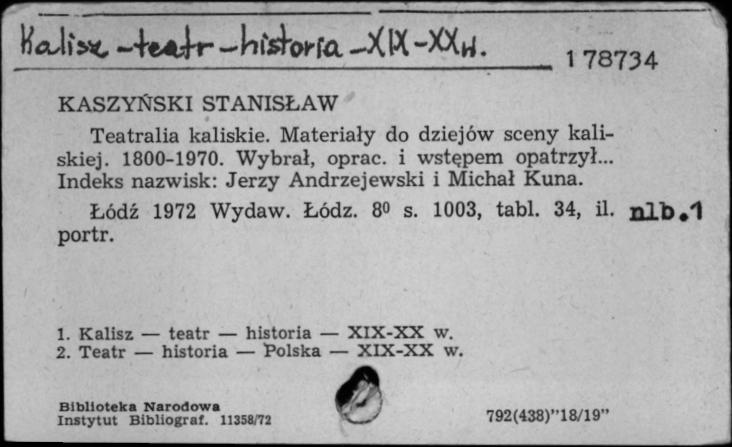 Kalisz - teatr - historia - XIX-XX w.
178734
KASZYŃSKI STANISŁAW
Teatralia kaliskie. Materiały do dziejów sceny kali-
skiej. 1800-1970. Wybrał, oprac. i wstępem opatrzył...
Indeks nazwisk: Jerzy Andrzejewski i Michał Kuna.
Łódź 1972 Wydaw. Łódz. 8⁰ s. 1003, tabl. 34, il. nlb.1
portr.
1. Kalisz — teatr — historia — XIX-XX w.
2. Teatr — historia — Polska — XIX-XX w.
Biblioteka Narodowa
Instytut Bibliograf. 11358/72
792(438)"18/19"